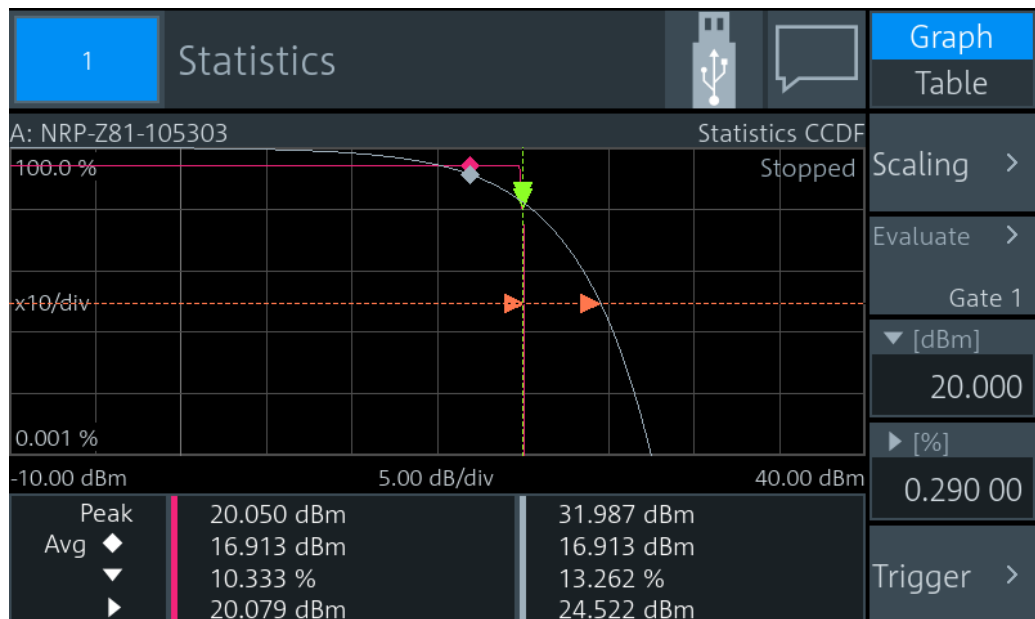 1
Statistics
Graph
Table
A: NRP-Z81-105303
Statistics CCDF
100.0 %
Stopped
Scaling >
Evaluate >
Gate 1
x10/div
[dBm]
20.000
0.001 %
[%]
0.290 00
-10.00 dBm
5.00 dB/div
40.00 dBm
Peak 20.050 dBm 31.987 dBm
Avg 16.913 dBm 16.913 dBm
10.333 % 13.262 %
20.079 dBm 24.522 dBm
Trigger >